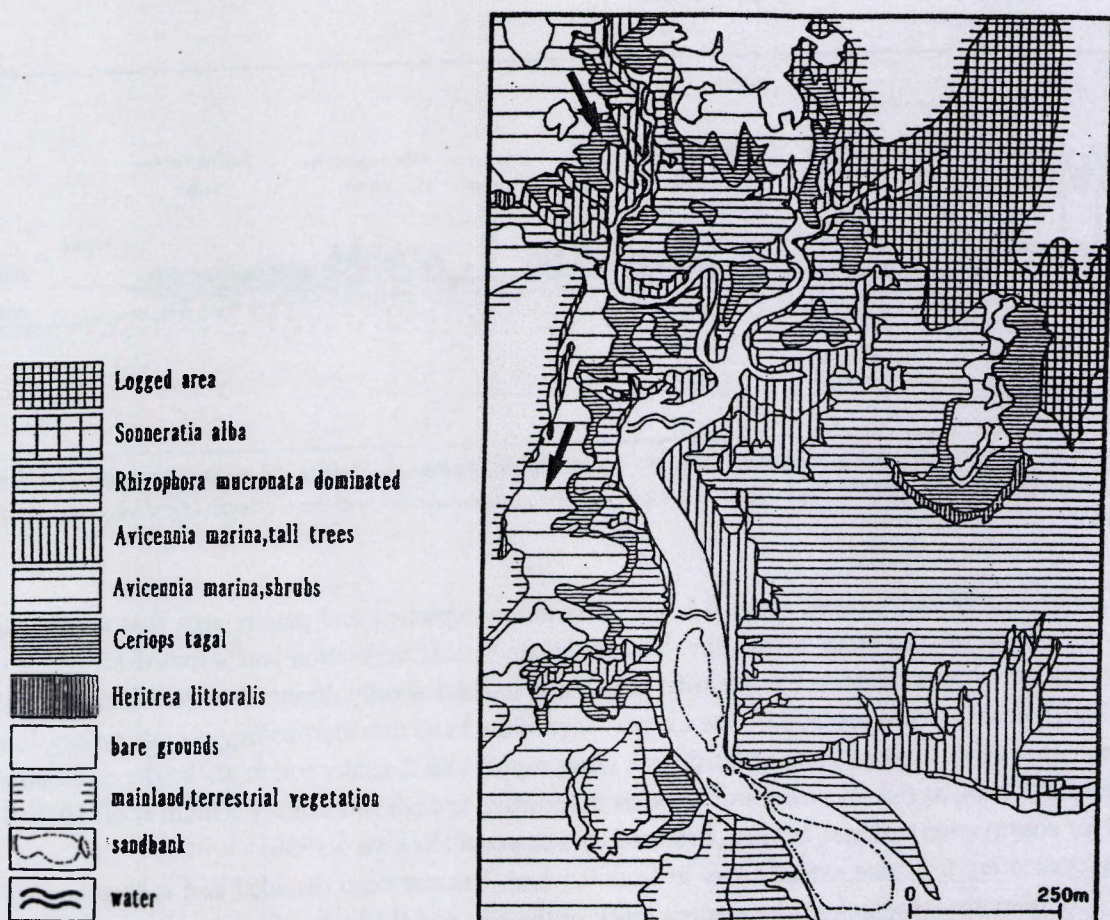 Logged area
Sonneratia alba
Rhizophora mucronata dominated
Avicennia marina,tall trees
Avicennia marina,shrubs
Ceriops tagal
Heritrea littoralis
bare grounds
mainland,terrestrial vegetation
sandbank
water
0 250m